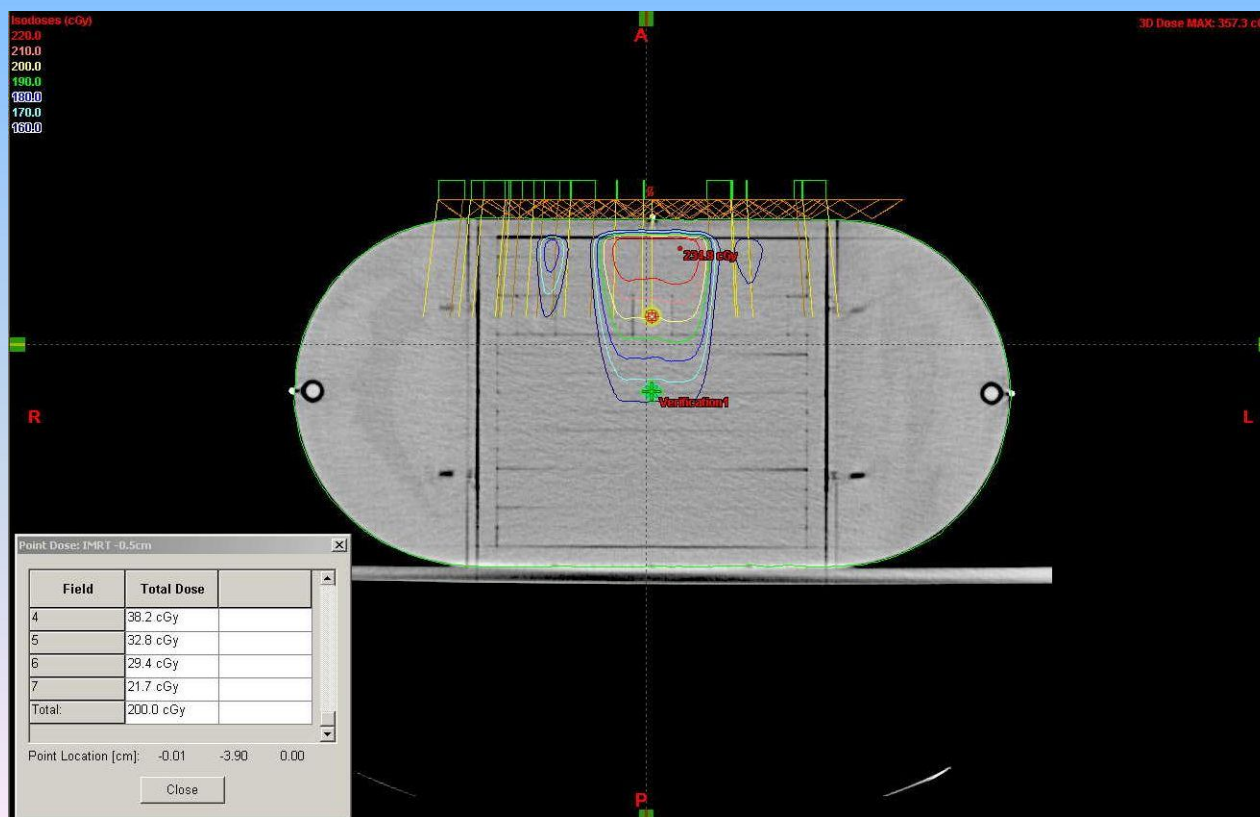 Isodoses (cGy)
220.0
210.0
200.0
190.0
180.0
170.0
160.0
3D Dose MAX: 357.3 cG
A
R
L
P
Verification1
Point Dose: IMRT -0.5cm
Field Total Dose
4 38.2 cGy
5 32.8 cGy
6 29.4 cGy
7 21.7 cGy
Total: 200.0 cGy
Point Location [cm]: -0.01 -3.90 0.00
Close